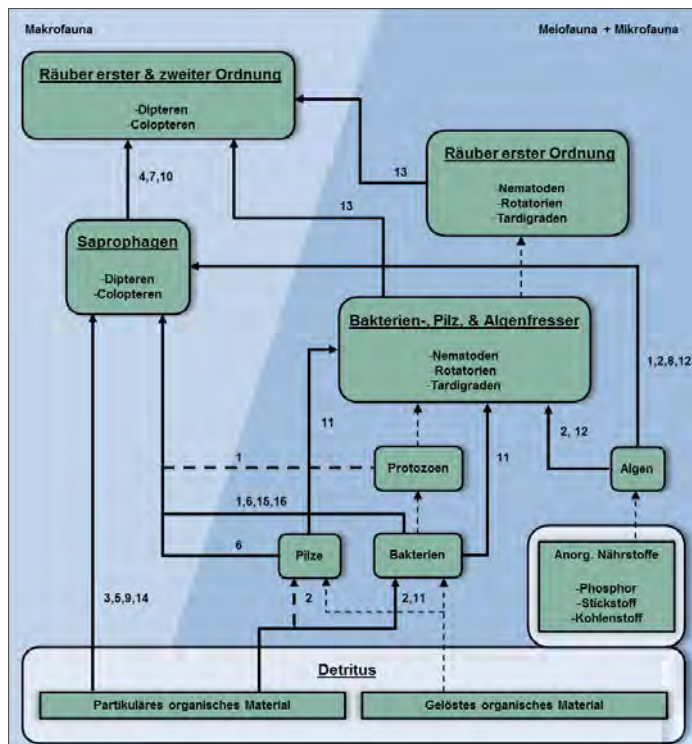 Makrofauna
Meiofauna + Mikrofauna
Räuber erster & zweiter Ordnung
-Dipteren
-Colopteren
Räuber erster Ordnung
-Nematoden
-Rotatorien
-Tardigraden
13
4,7,10
13
Saprophagen
-Dipteren
-Colopteren
Bakterien-, Pilz, & Algenfresser
-Nematoden
-Rotatorien
-Tardigraden
1,2,8,12
11
2, 12
11
1
Protozoen
Algen
1,6,15,16
6
Pilze
Bakterien
Anorg. Nährstoffe
-Phosphor
-Stickstoff
-Kohlenstoff
3,5,9,14
2
2,11
Detritus
Partikuläres organisches Material
Gelöstes organisches Material